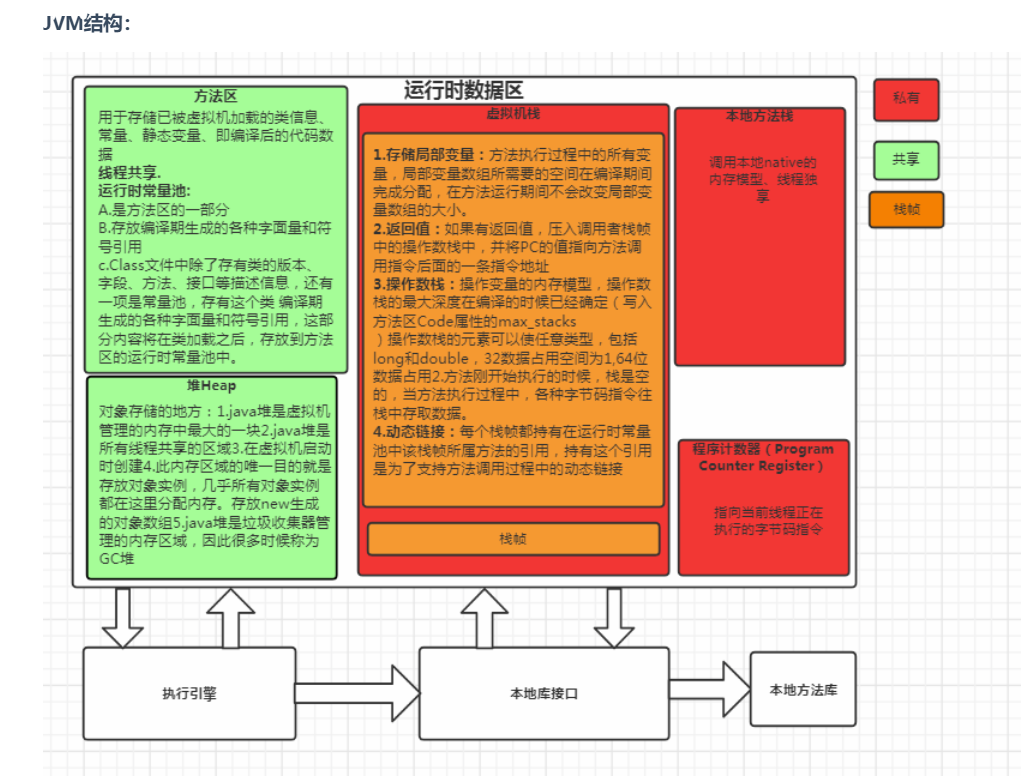 JVM结构：
运行时数据区
方法区
用于存储已被虚拟机加载的类信息、
常量、静态变量、即编译后的代码数
据
线程共享.
运行时常量池:
A.是方法区的一部分
B.存放编译期生成的各种字面量和符
号引用
c.Class文件中除了存有类的版本、
字段、方法、接口等描述信息，还有
一项是常量池，存有这个类 编译期
生成的各种字面量和符号引用，这部
分内容将在类加载之后，存放到方法
区的运行时常量池中。
堆Heap
对象存储的地方：1.java堆是虚拟机
管理的内存中最大的一块2.java堆是
所有线程共享的区域3.在虚拟机启动
时创建4.此内存区域的唯一目的就是
存放对象实例，几乎所有对象实例
都在这里分配内存。存放new生成
的对象数组5.java堆是垃圾收集器管
理的内存区域，因此很多时候称为
GC堆
虚拟机栈
1.存储局部变量：方法执行过程中的所有变
量，局部变量数组所需要的空间在编译期间
完成分配，在方法运行期间不会改变局部变
量数组的大小。
2.返回值：如果有返回值，压入调用者栈帧
中的操作数栈中，并将PC的值指向方法调
用指令后面的一条指令地址
3.操作数栈：操作变量的内存模型，操作数
栈的最大深度在编译的时候已经确定（写入
方法区Code属性的max_stacks
）操作数栈的元素可以使任意类型，包括
long和double，32数据占用空间为1,64位
数据占用2.方法刚开始执行的时候，栈是空
的，当方法执行过程中，各种字节码指令往
栈中存取数据。
4.动态链接：每个栈帧都持有在运行时常量
池中该栈帧所属方法的引用，持有这个引用
是为了支持方法调用过程中的动态链接
栈帧
本地方法栈
调用本地native的
内存模型、线程独
享
程序计数器（Program
Counter Register）
指向当前线程正在
执行的字节码指令
私有
共享
栈帧
执行引擎
本地库接口
本地方法库